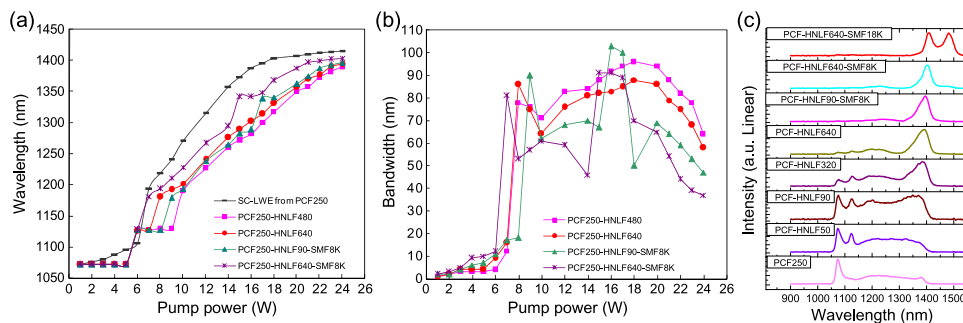 (a)
1450
1400
1350
1300
1250
1200
1150
1100
1050
Wavelength (nm)
0 2 4 6 8 10 12 14 16 18 20 22 24 26
Pump power (W)
SC-LWE from PCF250
PCF250-HNLF480
PCF250-HNLF640
PCF250-HNLF90-SMF8K
PCF250-HNLF640-SMF8K
(b)
110
100
90
80
70
60
50
40
30
20
10
0
Bandwidth (nm)
0 2 4 6 8 10 12 14 16 18 20 22 24 26
Pump power (W)
PCF250-HNLF480
PCF250-HNLF640
PCF250-HNLF90-SMF8K
PCF250-HNLF640-SMF8K
(c)
Intensity (a.u. Linear)
PCF-HNLF640-SMF18K
PCF-HNLF640-SMF8K
PCF-HNLF90-SMF8K
PCF-HNLF640
PCF-HNLF320
PCF-HNLF90
PCF-HNLF50
PCF250
900 1000 1100 1200 1300 1400 1500
Wavelength (nm)